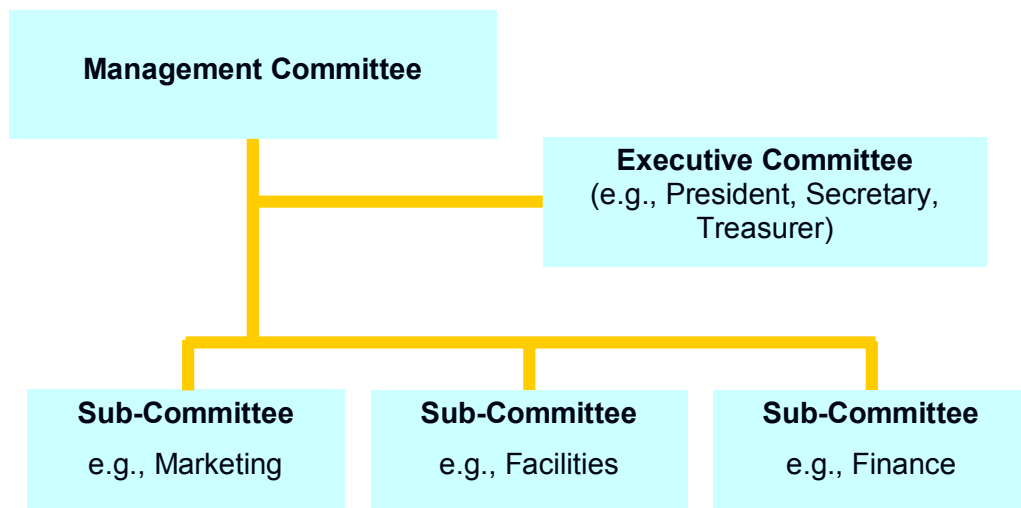 Management Committee
Executive Committee
(e.g., President, Secretary,
Treasurer)
Sub-Committee
e.g., Marketing
Sub-Committee
e.g., Facilities
Sub-Committee
e.g., Finance